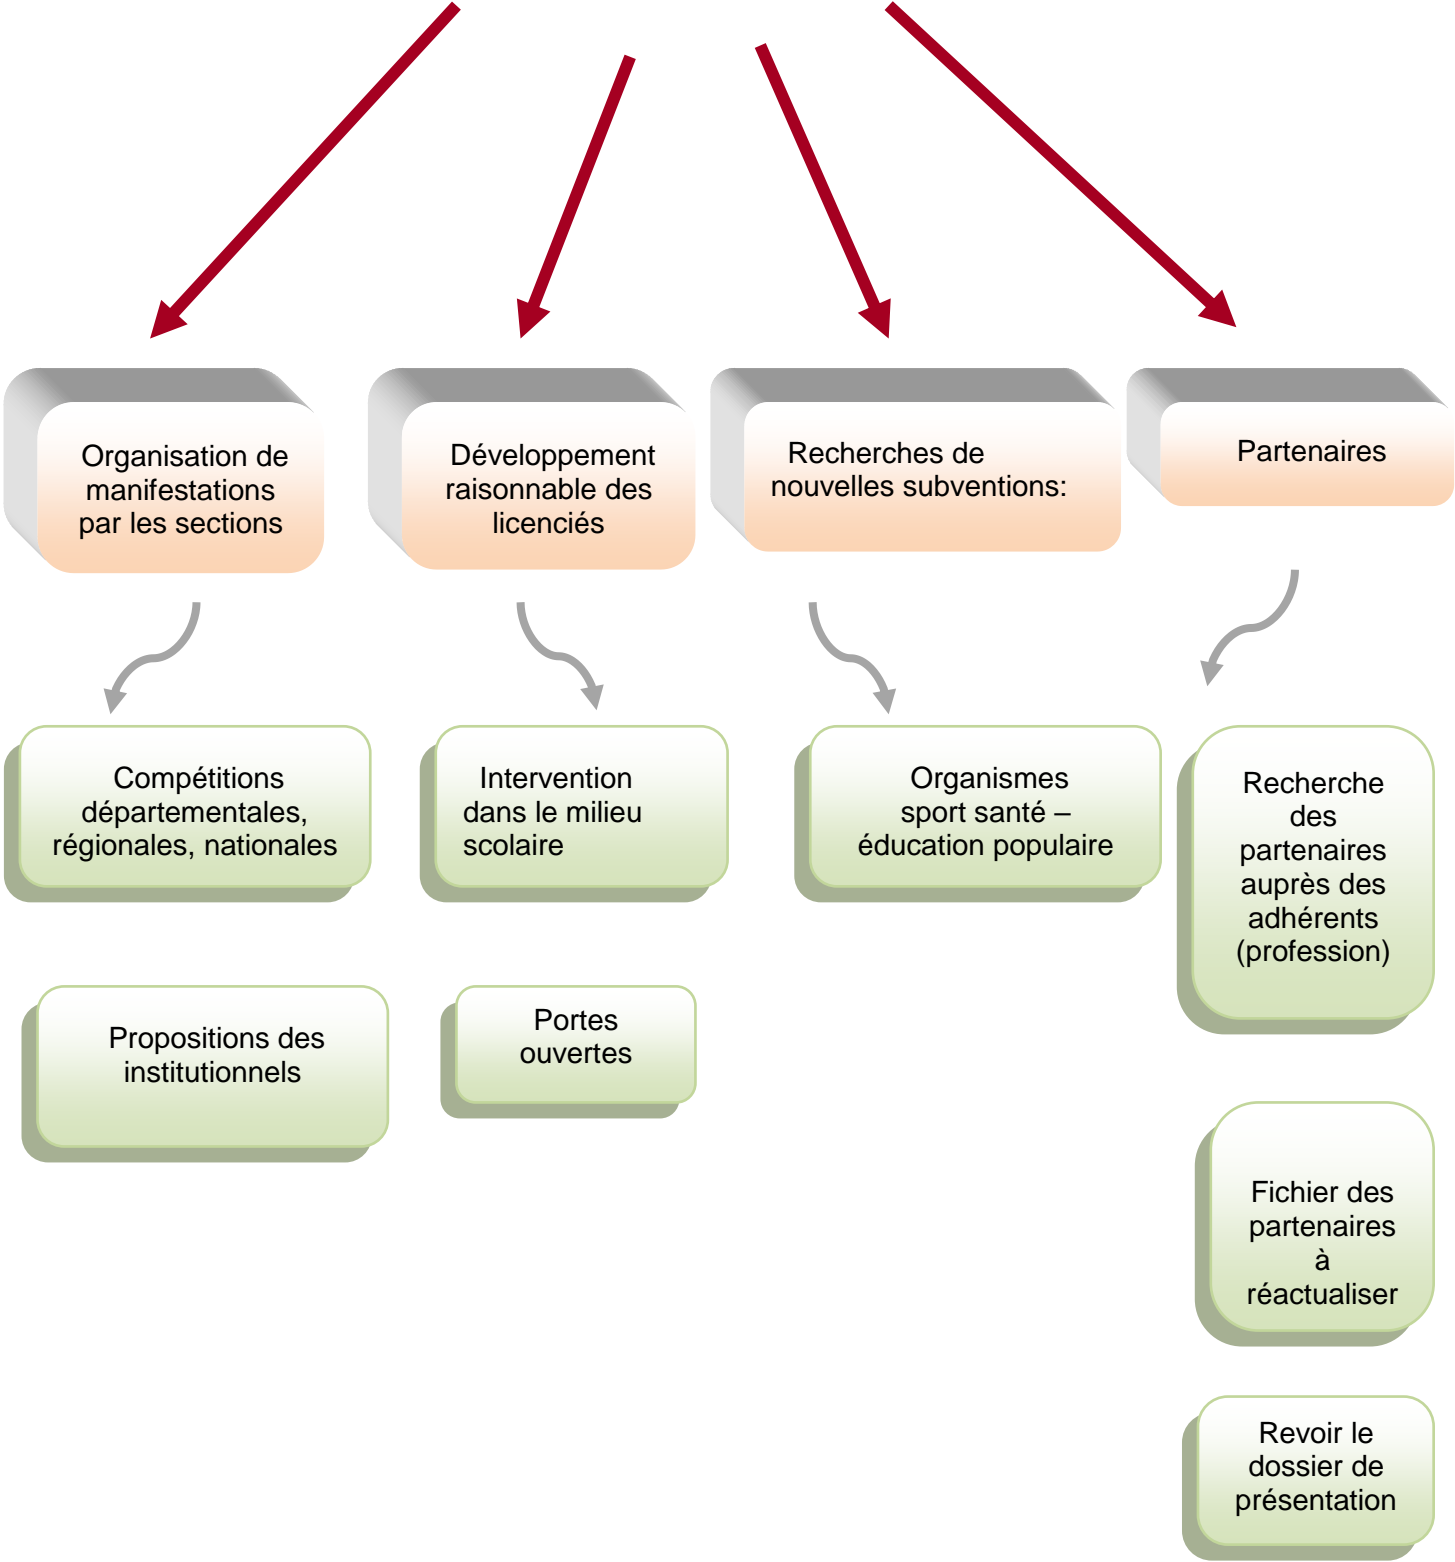 Organisation de
manifestations
par les sections
Développement
raisonnable des
licenciés
Recherches de
nouvelles subventions:
Partenaires
Compétitions
départementales,
régionales, nationales
Intervention
dans le milieu
scolaire
Organismes
sport santé –
éducation populaire
Recherche
des
partenaires
auprès des
adhérents
(profession)
Propositions des
institutionnels
Portes
ouvertes
Fichier des
partenaires
à
réactualiser
Revoir le
dossier de
présentation